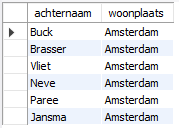 achternaam woonplaats
Buck Amsterdam
Brasser Amsterdam
Vliet Amsterdam
Neve Amsterdam
Paree Amsterdam
Jansma Amsterdam